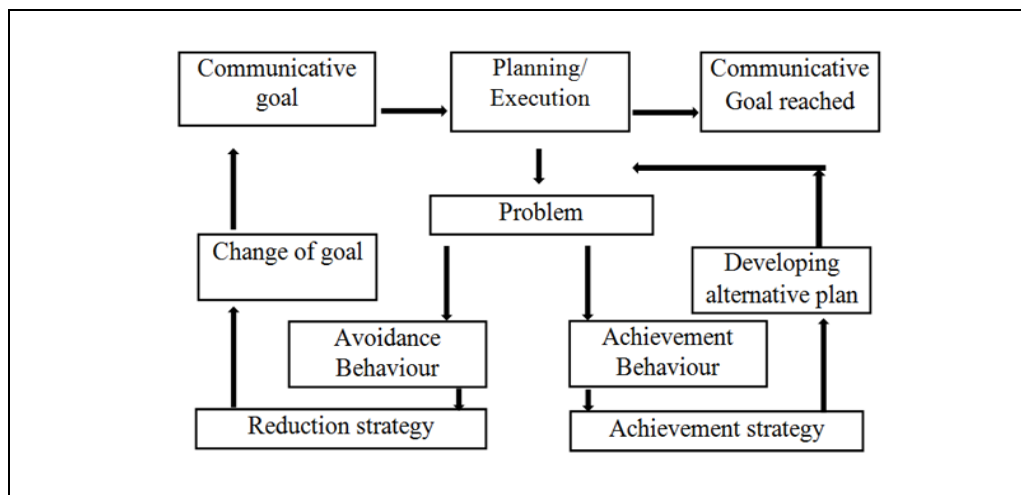 Communicative
goal
Planning/
Execution
Communicative
Goal reached
Problem
Change of goal
Developing
alternative plan
Avoidance
Behaviour
Achievement
Behaviour
Reduction strategy
Achievement strategy